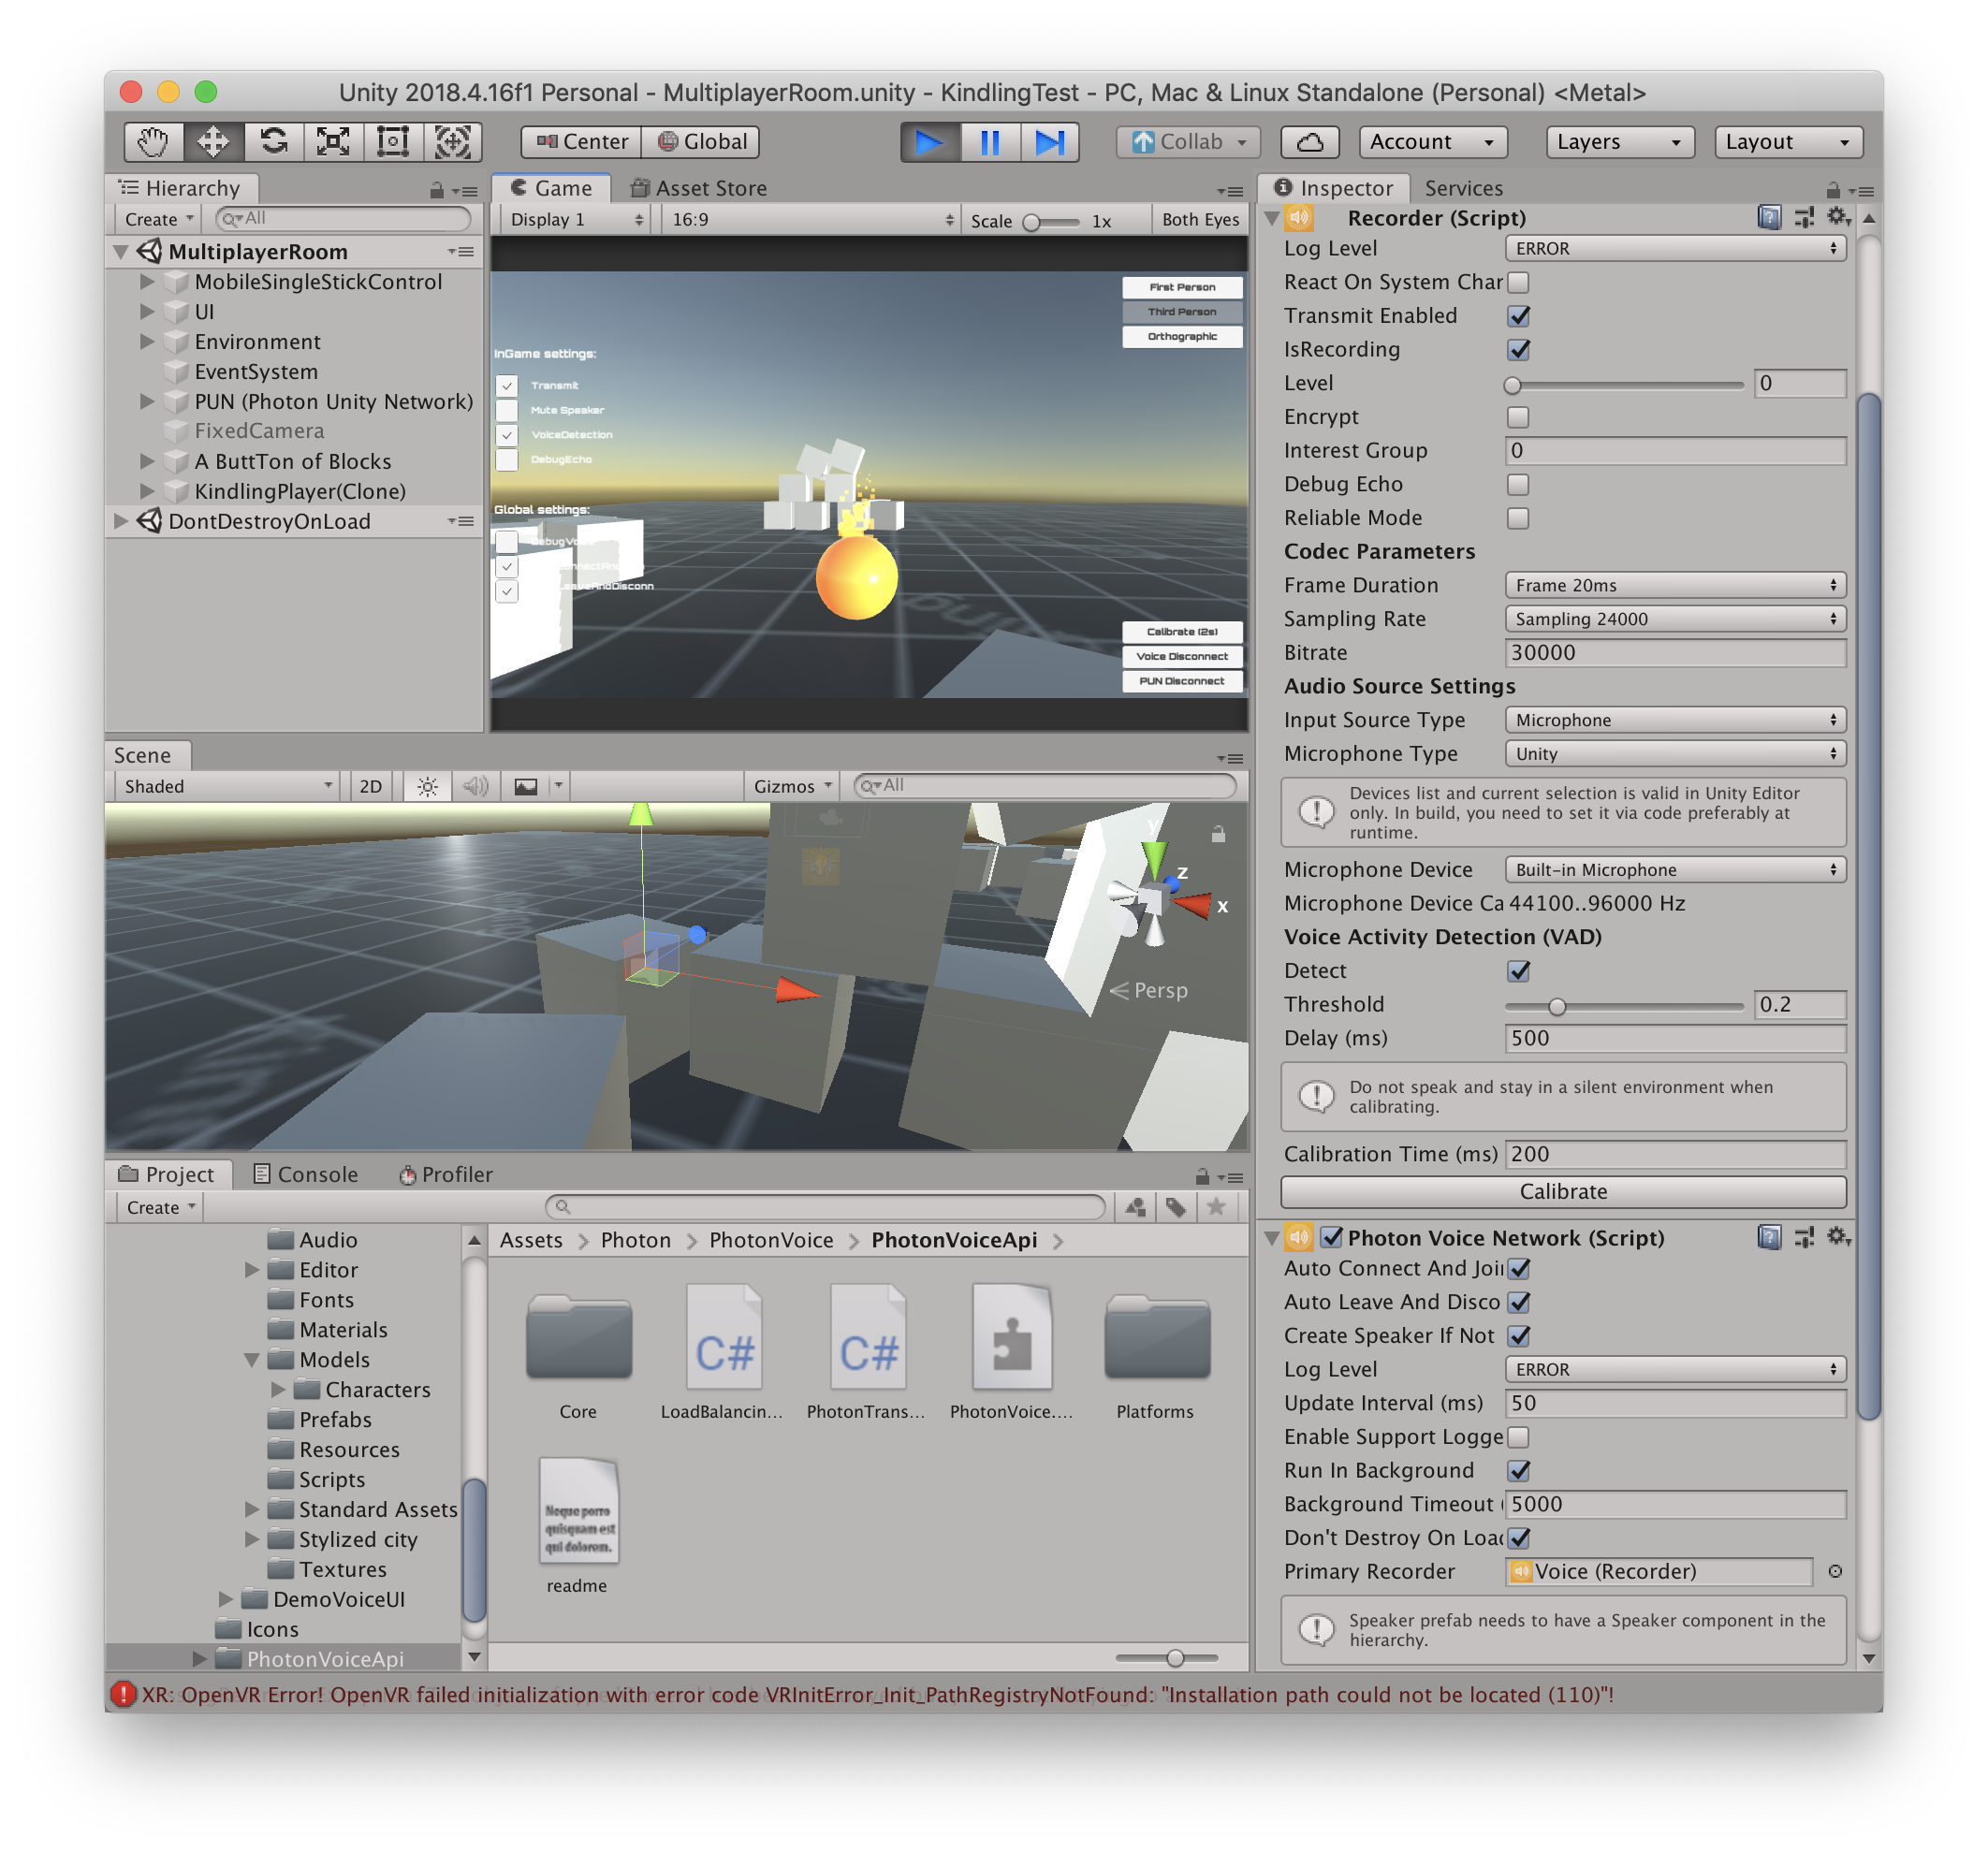 Unity 2018.4.16f1 Personal - MultiplayerRoom.unity - KindlingTest - PC, Mac & Linux Standalone (Personal) <Metal>
Center Global Collab Account Layers Layout
Hierarchy
Create All
MultiplayerRoom
MobileSingleStickControl
UI
Environment
EventSystem
PUN (Photon Unity Network)
FixedCamera
A ButtTon of Blocks
KindlingPlayer(Clone)
DontDestroyOnLoad
Game Asset Store
Display 1 16:9 Scale 1x Both Eyes
First Person
Third Person
Orthographic
InGame settings:
Transmit
Mute Speaker
VoiceDetection
DebugEcho
Global settings:
Calibrate (2s)
Voice Disconnect
PUN Disconnect
Scene
Shaded 2D Gizmos All
y
z
x
Persp
Project Console Profiler
Create
Audio
Editor
Fonts
Materials
Models
Characters
Prefabs
Resources
Scripts
Standard Assets
Stylized city
Textures
DemoVoiceUI
Icons
PhotonVoiceApi
Assets Photon PhotonVoice PhotonVoiceApi
C# C#
Core LoadBalancin... PhotonTrans... PhotonVoice.... Platforms
Neque porro
quisquam est
qui dolorem.
readme
Inspector Services
Recorder (Script)
Log Level ERROR
React On System Char
Transmit Enabled
IsRecording
Level 0
Encrypt
Interest Group 0
Debug Echo
Reliable Mode
Codec Parameters
Frame Duration Frame 20ms
Sampling Rate Sampling 24000
Bitrate 30000
Audio Source Settings
Input Source Type Microphone
Microphone Type Unity
Devices list and current selection is valid in Unity Editor
only. In build, you need to set it via code preferably at
runtime.
Microphone Device Built-in Microphone
Microphone Device Ca 44100..96000 Hz
Voice Activity Detection (VAD)
Detect
Threshold 0.2
Delay (ms) 500
Do not speak and stay in a silent environment when
calibrating.
Calibration Time (ms) 200
Calibrate
Photon Voice Network (Script)
Auto Connect And Joi
Auto Leave And Disco
Create Speaker If Not
Log Level ERROR
Update Interval (ms) 50
Enable Support Logge
Run In Background
Background Timeout ( 5000
Don't Destroy On Loa
Primary Recorder Voice (Recorder)
Speaker prefab needs to have a Speaker component in the
hierarchy.
XR: OpenVR Error! OpenVR failed initialization with error code VRInitError_Init_PathRegistryNotFound: "Installation path could not be located (110)"!